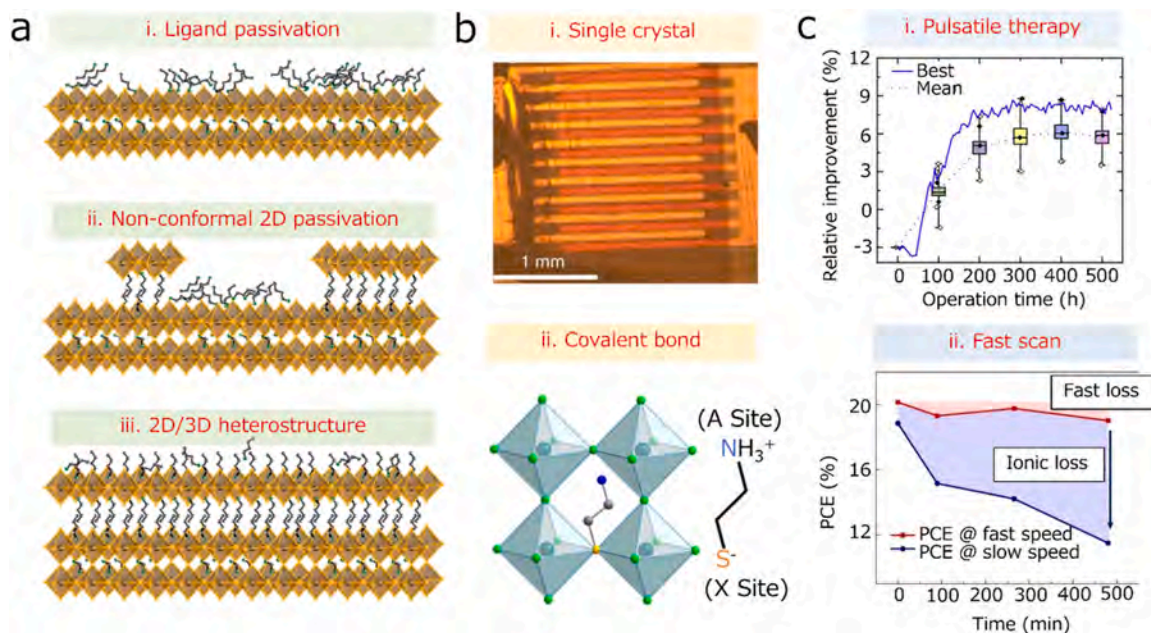 a
i. Ligand passivation
ii. Non-conformal 2D passivation
iii. 2D/3D heterostructure
b
i. Single crystal
1 mm
ii. Covalent bond
(A Site)
NH₃⁺
S⁻
(X Site)
c
i. Pulsatile therapy
Relative improvement (%)
12
9
6
3
0
-3
Best
Mean
0 100 200 300 400 500
Operation time (h)
ii. Fast scan
PCE (%)
20
16
12
Fast loss
Ionic loss
PCE @ fast speed
PCE @ slow speed
0 100 200 300 400 500
Time (min)